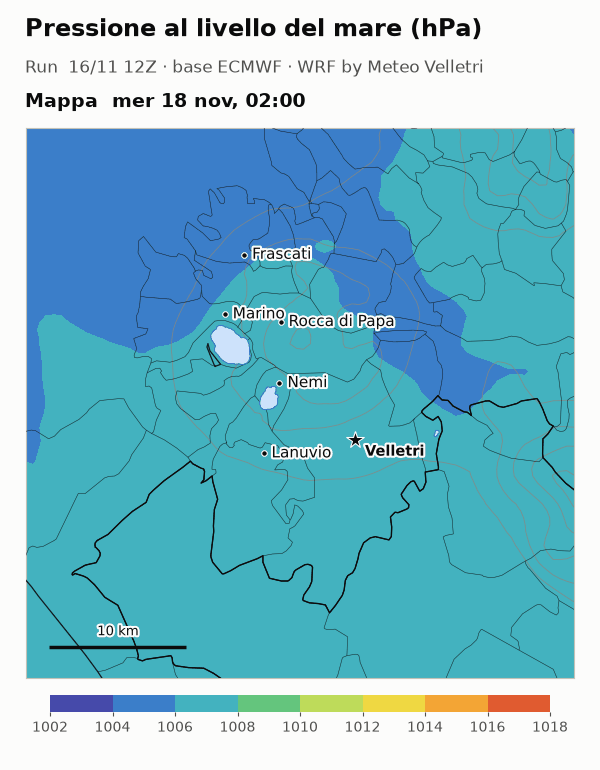 Pressione al livello del mare (hPa)
Run  16/11 12Z · base ECMWF · WRF by Meteo Velletri
Mappa  mer 18 nov, 02:00
Frascati
Marino
Rocca di Papa
Nemi
Velletri
Lanuvio
10 km
1002 1004 1006 1008 1010 1012 1014 1016 1018